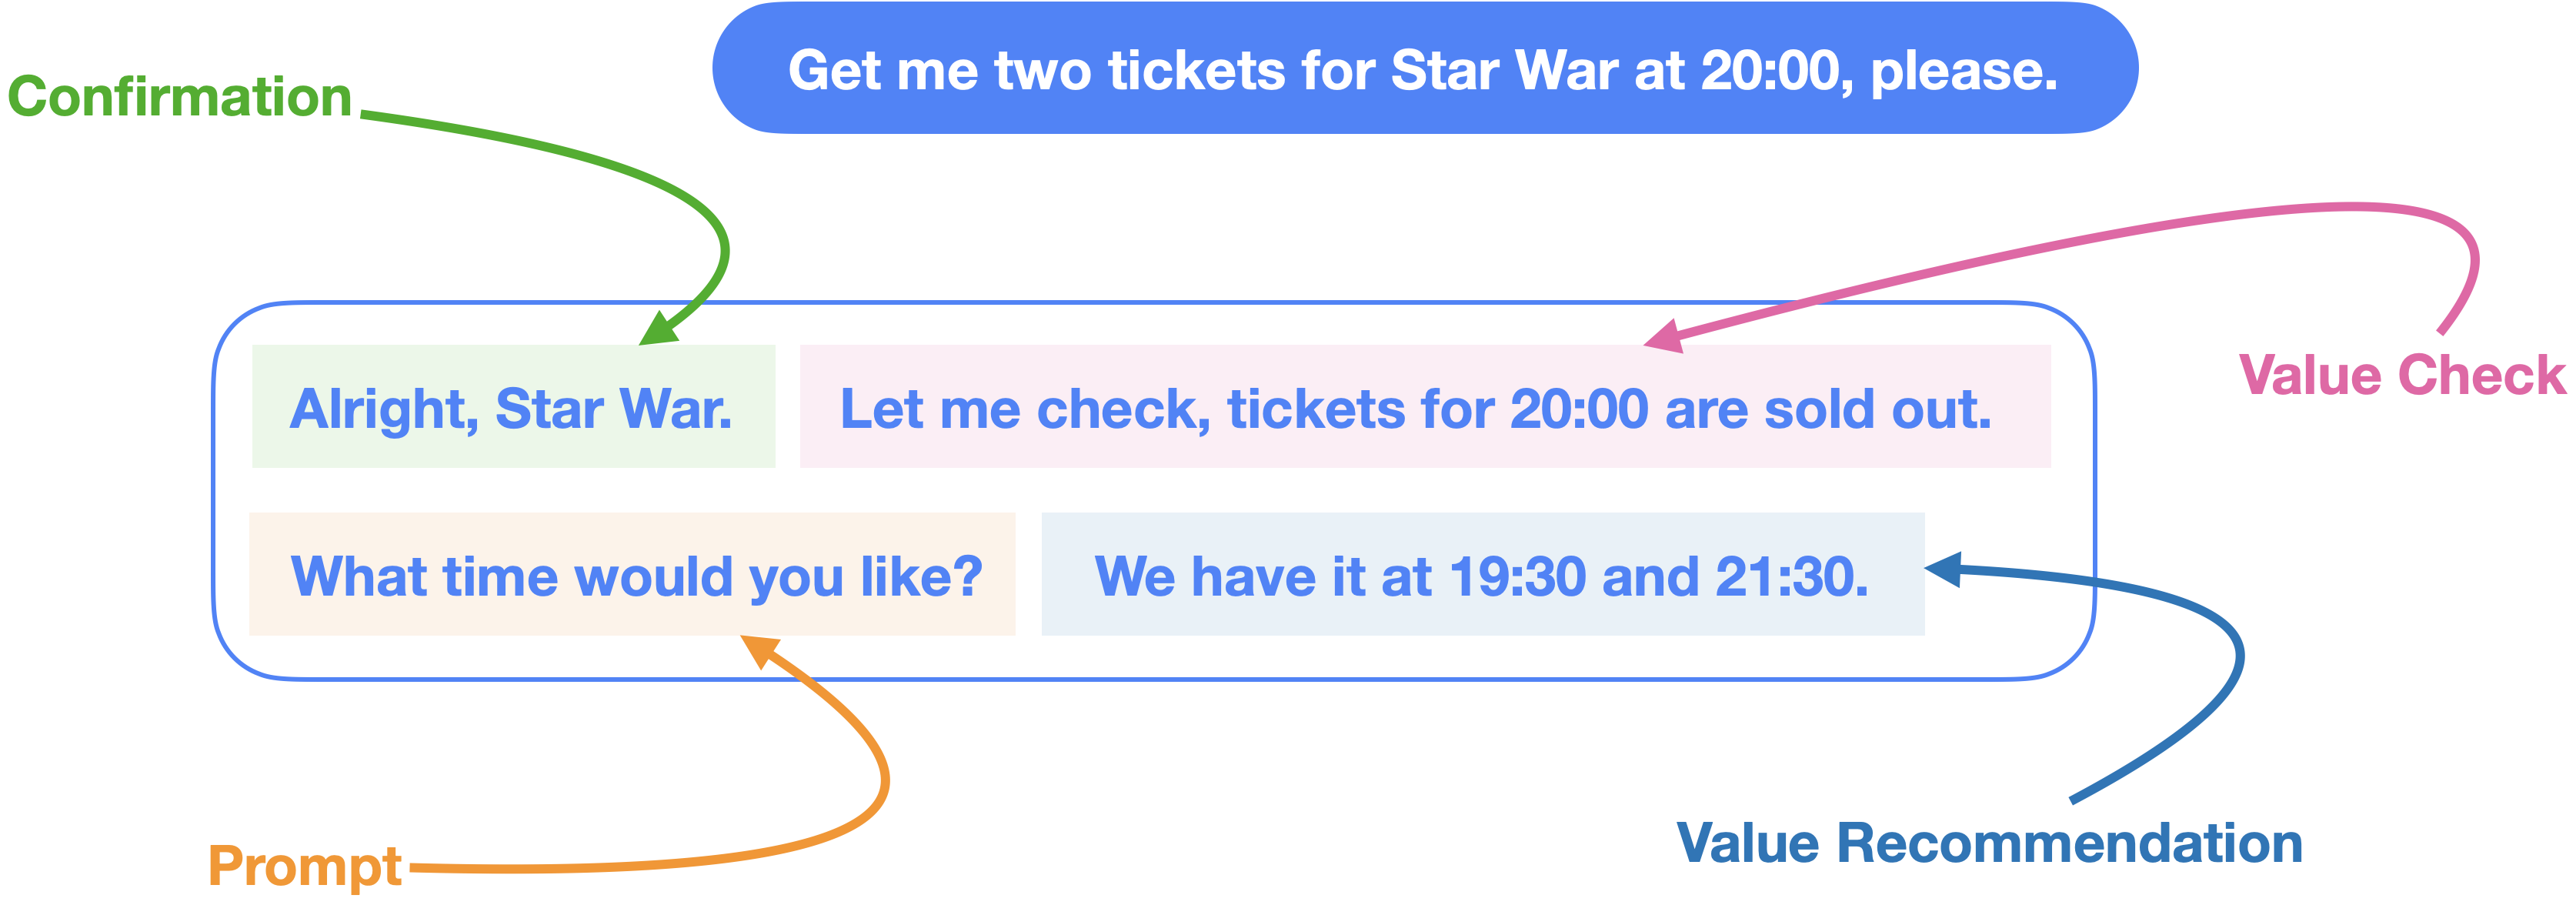 Get me two tickets for Star War at 20:00, please.
Confirmation
Alright, Star War.
Let me check, tickets for 20:00 are sold out.
Value Check
What time would you like?
We have it at 19:30 and 21:30.
Prompt
Value Recommendation